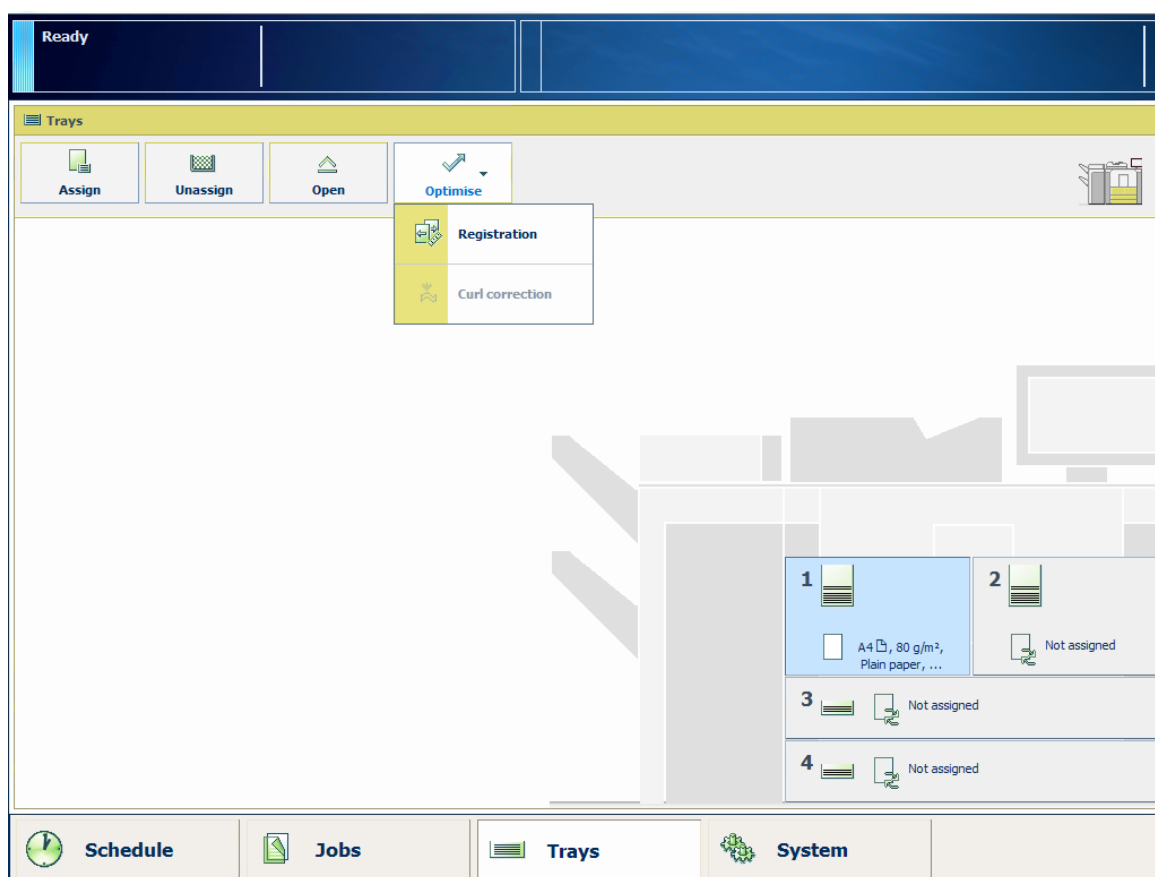 Ready
Trays
Assign
Unassign
Open
Optimise
Registration
Curl correction
1
2
A4 , 80 g/m²,
Plain paper, ...
Not assigned
3
Not assigned
4
Not assigned
Schedule
Jobs
Trays
System